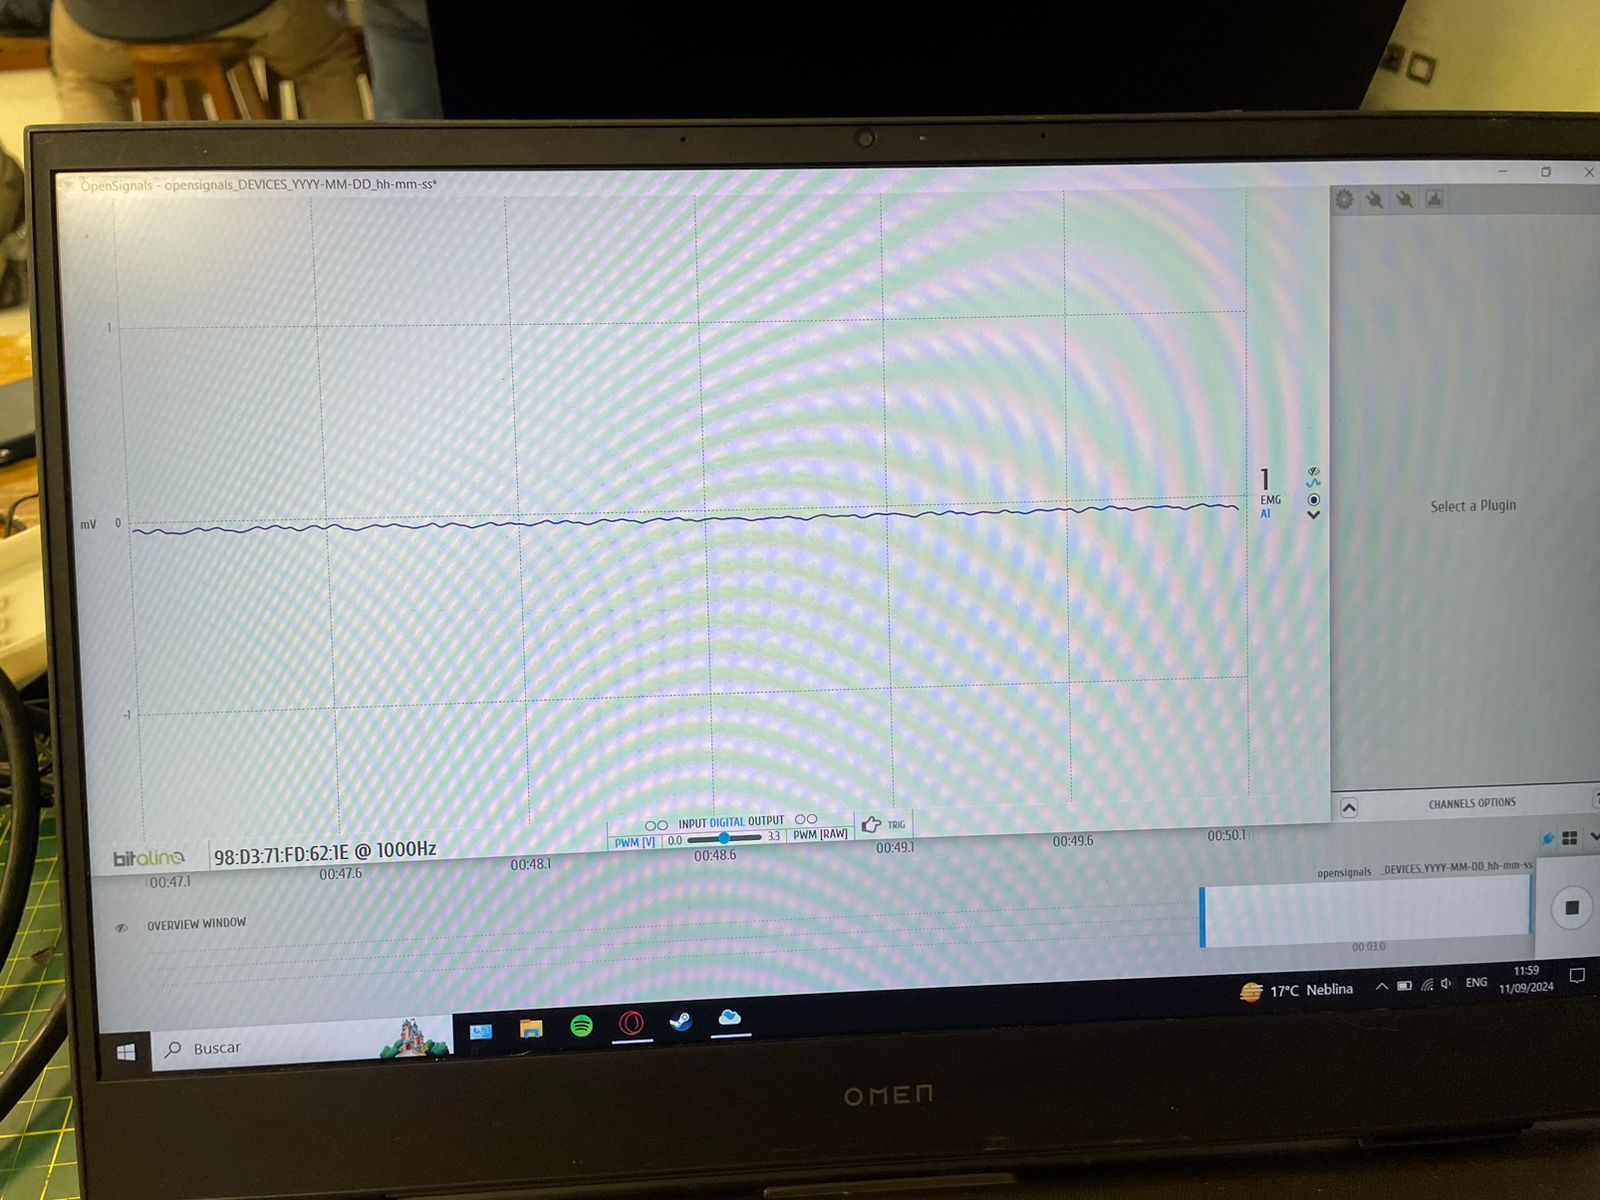 OpenSignals - opensignals_DEVICES_YYYY-MM-DD_hh-mm-ss*
1
mV 0
-1
1
EMG
AI
Select a Plugin
CHANNELS OPTIONS
INPUT DIGITAL OUTPUT
PWM [V] 0.0 3.3 PWM [RAW]
TRIG
bitalino 98:D3:71:FD:62:1E @ 1000Hz
00:47.1 00:47.6 00:48.1 00:48.6 00:49.1 00:49.6 00:50.1
opensignals _DEVICES_YYYY-MM-DD_hh-mm-ss
OVERVIEW WINDOW
00:03.0
Buscar
17°C Neblina
ENG
11:59
11/09/2024
OMEN